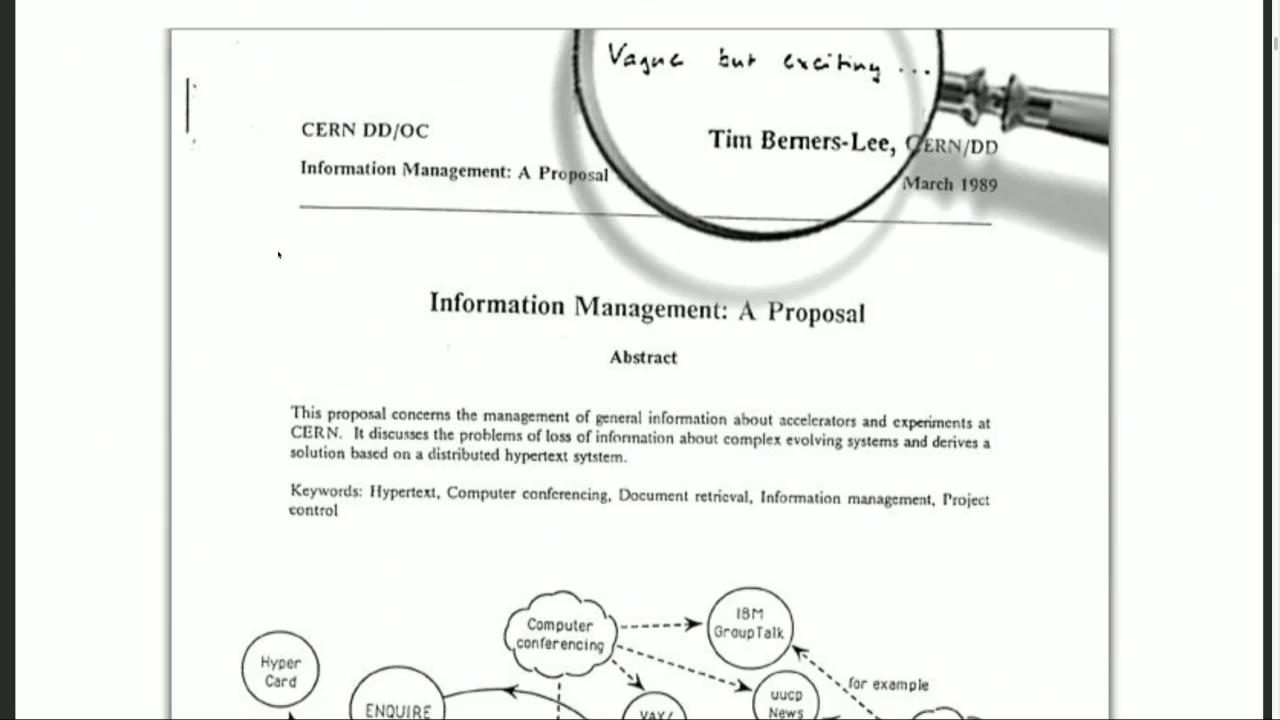 Vague but exciting ...
CERN DD/OC
Tim Berners-Lee, CERN/DD
Information Management: A Proposal
March 1989
Information Management: A Proposal
Abstract
This proposal concerns the management of general information about accelerators and experiments at
CERN. It discusses the problems of loss of information about complex evolving systems and derives a
solution based on a distributed hypertext sytstem.
Keywords: Hypertext, Computer conferencing, Document retrieval, Information management, Project
control
Computer
conferencing
IBM
GroupTalk
Hyper
Card
for example
uucp
News
ENQUIRE
VAX/